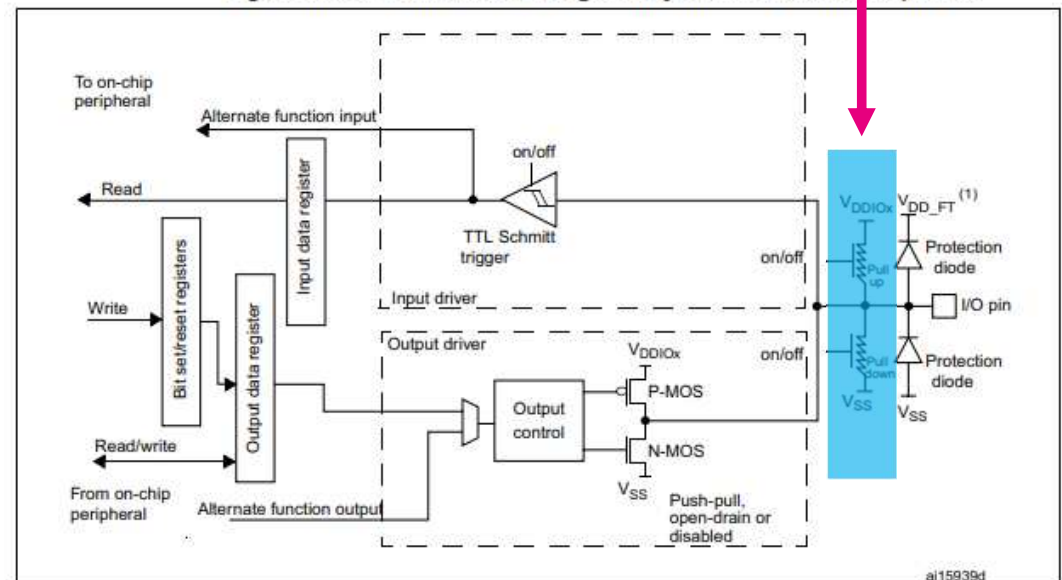 To on-chip
peripheral
Alternate function input
on/off
Read
Input data register
TTL Schmitt
trigger
Input driver
VDDIOx
VDD_FT (1)
on/off
Pull
up
Protection
diode
I/O pin
Write
Bit set/reset registers
Output data register
Output driver
VDDIOx
on/off
Pull
down
Protection
diode
P-MOS
Output
control
VSS
VSS
Read/write
N-MOS
VSS
From on-chip
peripheral
Alternate function output
Push-pull,
open-drain or
disabled
ai15939d